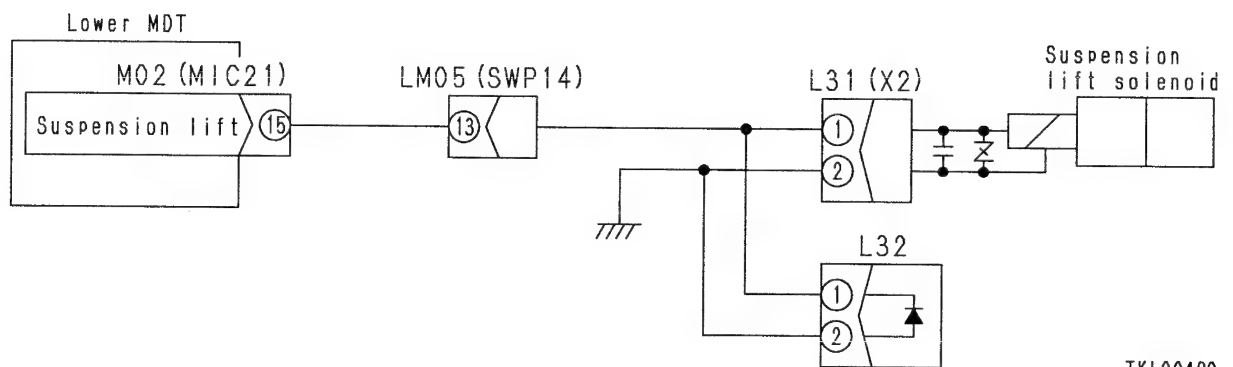 Lower MDT
M02 (MIC21)
Suspension lift
15
LM05 (SWP14)
13
L31 (X2)
1
2
Suspension
lift solenoid
L32
1
2